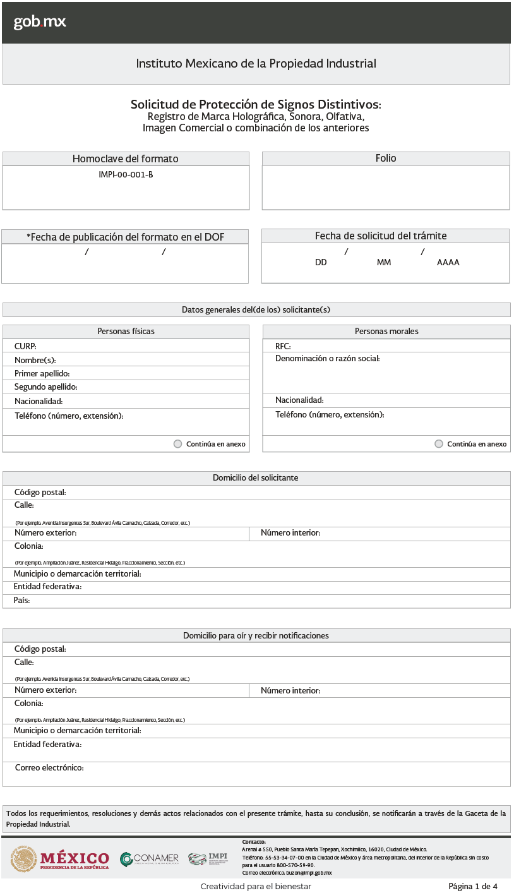 gob.mx
Instituto Mexicano de la Propiedad Industrial
Solicitud de Protección de Signos Distintivos:
Registro de Marca Holográfica, Sonora, Olfativa,
Imagen Comercial o combinación de los anteriores
Homoclave del formato
IMPI-00-001-B
Folio
*Fecha de publicación del formato en el DOF
/ /
Fecha de solicitud del trámite
/ /
DD MM AAAA
Datos generales del(de los) solicitante(s)
Personas físicas
CURP:
Nombre(s):
Primer apellido:
Segundo apellido:
Nacionalidad:
Teléfono (número, extensión):
Continúa en anexo
Personas morales
RFC:
Denominación o razón social:
Nacionalidad:
Teléfono (número, extensión):
Continúa en anexo
Domicilio del solicitante
Código postal:
Calle:
(Por ejemplo: Avenida Insurgentes Sur, Boulevard Ávila Camacho, Calzada, Corredor, etc.)
Número exterior: Número interior:
Colonia:
(Por ejemplo: Ampliación Juárez, Residencial Hidalgo, Fraccionamiento, Sección, etc.)
Municipio o demarcación territorial:
Entidad federativa:
País:
Domicilio para oír y recibir notificaciones
Código postal:
Calle:
(Por ejemplo: Avenida Insurgentes Sur, Boulevard Ávila Camacho, Calzada, Corredor, etc.)
Número exterior: Número interior:
Colonia:
(Por ejemplo: Ampliación Juárez, Residencial Hidalgo, Fraccionamiento, Sección, etc.)
Municipio o demarcación territorial:
Entidad federativa:
Correo electrónico:
Todos los requerimientos, resoluciones y demás actos relacionados con el presente trámite, hasta su conclusión, se notificarán a través de la Gaceta de la
Propiedad Industrial.
MÉXICO
PRESIDENCIA DE LA REPÚBLICA
CONAMER
IMPI
Contacto:
Arenal # 550, Pueblo Santa María Tepepan, Xochimilco, 16020, Ciudad de México.
Teléfono: 55-53-34-07-00 en la Ciudad de México y área metropolitana, del interior de la República sin costo
para el usuario 800-570-59-90.
Correo electrónico: buzon@impi.gob.mx
Creatividad para el bienestar
Página 1 de 4